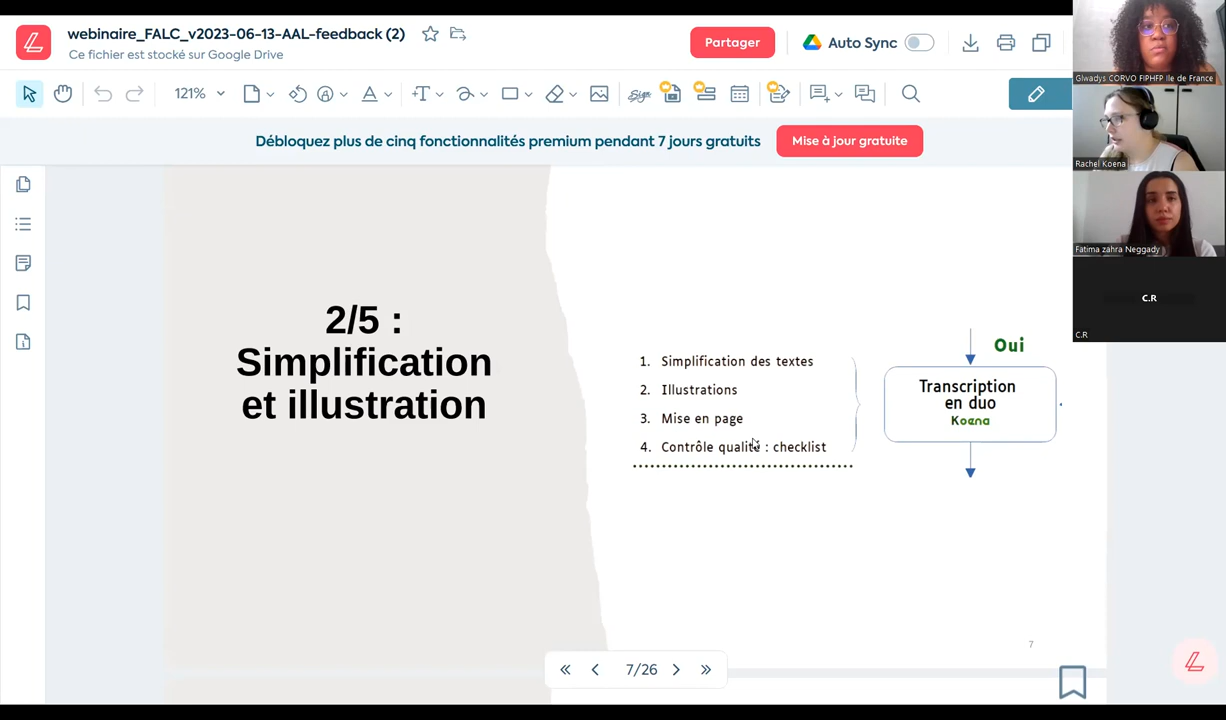 webinaire_FALC_v2023-06-13-AAL-feedback (2)
Ce fichier est stocké sur Google Drive
Partager
Auto Sync
121%
Sign
Débloquez plus de cinq fonctionnalités premium pendant 7 jours gratuits
Mise à jour gratuite
2/5 :
Simplification
et illustration
1. Simplification des textes
2. Illustrations
3. Mise en page
4. Contrôle qualité : checklist
Oui
Transcription
en duo
Koena
7
7/26
Glwadys CORVO FIPHFP Ile de France
Rachel Koena
Fatima zahra Neggady
C.R
C.R